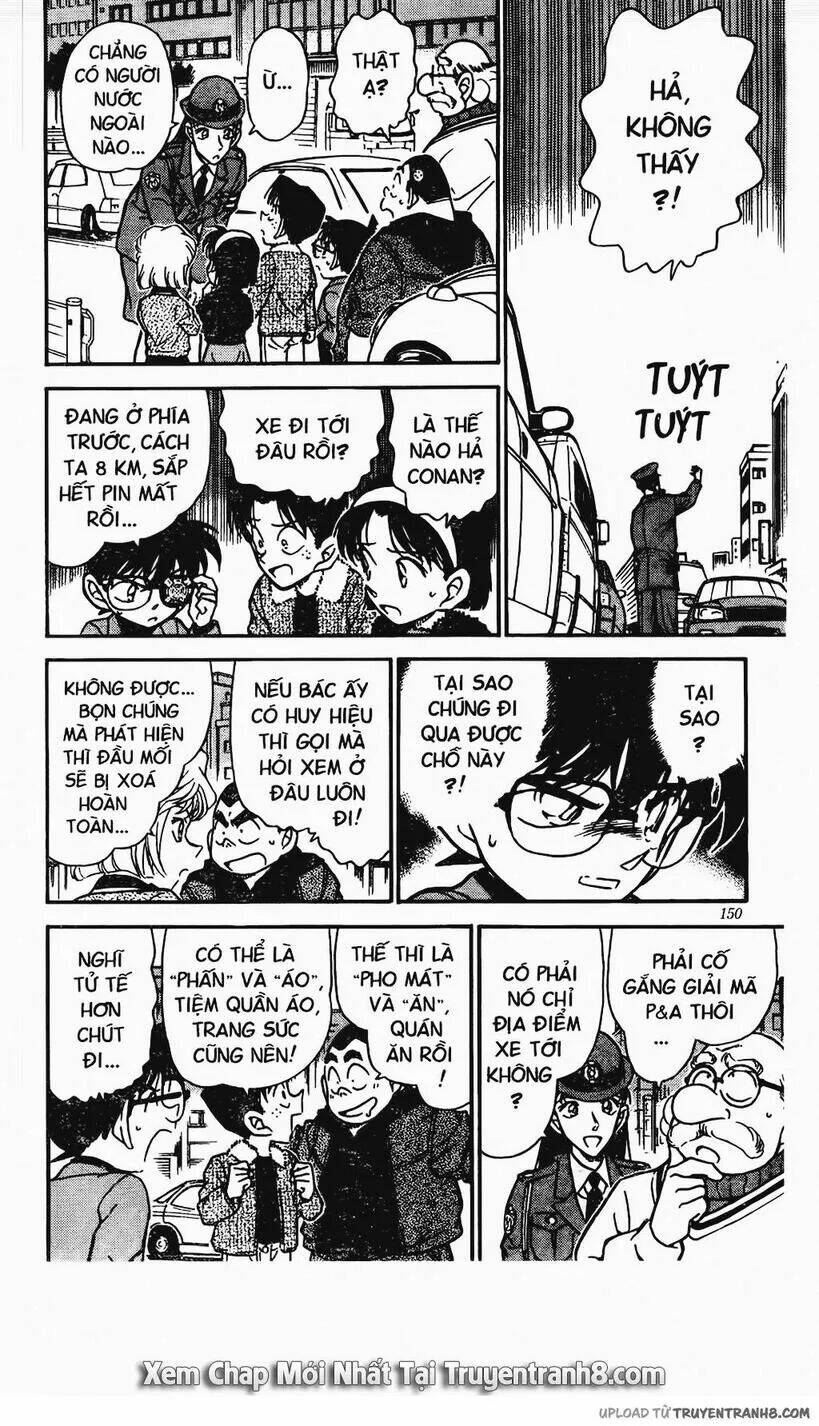 HẢ,
KHÔNG
THẤY
?!
THẬT
Ạ?
Ừ...
CHẲNG
CÓ NGƯỜI
NƯỚC
NGOÀI
NÀO...
TUÝT
TUÝT
LÀ THẾ
NÀO HẢ
CONAN?
XE ĐI TỚI
ĐÂU RỒI?
ĐANG Ở PHÍA
TRƯỚC, CÁCH
TA 8 KM, SẮP
HẾT PIN MẤT
RỒI...
TẠI
SAO
?
TẠI SAO
CHÚNG ĐI
QUA ĐƯỢC
CHỖ NÀY
?!
NẾU BÁC ẤY
CÓ HUY HIỆU
THÌ GỌI MÀ
HỎI XEM Ở
ĐÂU LUÔN
ĐI!
KHÔNG ĐƯỢC...
BỌN CHÚNG
MÀ PHÁT HIỆN
THÌ ĐẦU MỐI
SẼ BỊ XOÁ
HOÀN
TOÀN...
150
PHẢI CỐ
GẮNG GIẢI MÃ
P&A THÔI
...
CÓ PHẢI
NÓ CHỈ
ĐỊA ĐIỂM
XE TỚI
KHÔNG
?
THẾ THÌ LÀ
"PHO MÁT"
VÀ "ĂN",
QUÁN
ĂN RỒI
!
CÓ THỂ LÀ
"PHẤN" VÀ "ÁO",
TIỆM QUẦN ÁO,
TRANG SỨC
CŨNG NÊN!
NGHĨ
TỬ TẾ
HƠN
CHÚT
ĐI...
Xem Chap Mới Nhất Tại Truyentranh8.com
UPLOAD TỪ TRUYENTRANH8.COM